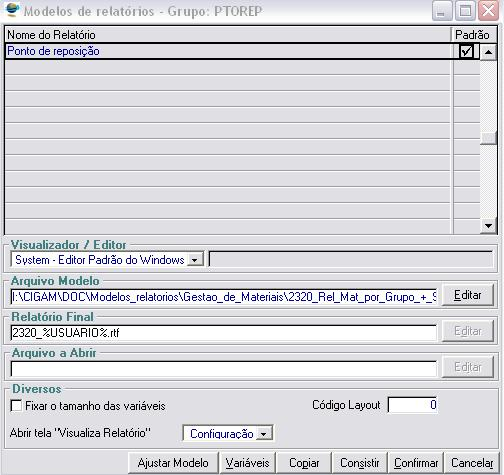 Modelos de relatórios - Grupo: PTOREP
Nome do Relatório Padrão
Ponto de reposição
Visualizador / Editor
System - Editor Padrão do Windows
Arquivo Modelo
I:\CIGAM\DOC\Modelos_relatorios\Gestao_de_Materiais\2320_Rel_Mat_por_Grupo_+_S Editar
Relatório Final
2320_%USUARIO%.rtf Editar
Arquivo a Abrir
Editar
Diversos
Fixar o tamanho das variáveis Código Layout 0
Abrir tela "Visualiza Relatório" Configuração
Ajustar Modelo Variáveis Copiar Consistir Confirmar Cancelar